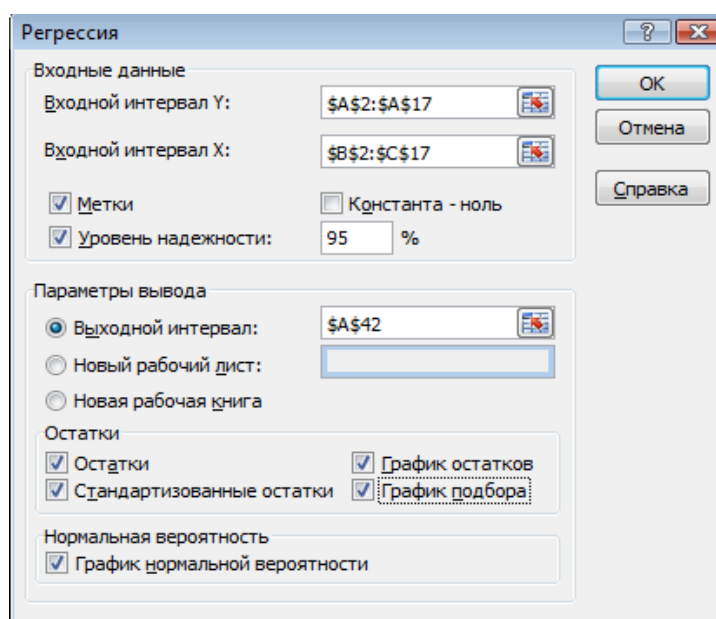 Регрессия
Входные данные
Входной интервал Y: $A$2:$A$17
Входной интервал X: $B$2:$C$17
Метки Константа - ноль
Уровень надежности: 95 %
OK
Отмена
Справка
Параметры вывода
Выходной интервал: $A$42
Новый рабочий лист:
Новая рабочая книга
Остатки
Остатки График остатков
Стандартизованные остатки График подбора
Нормальная вероятность
График нормальной вероятности